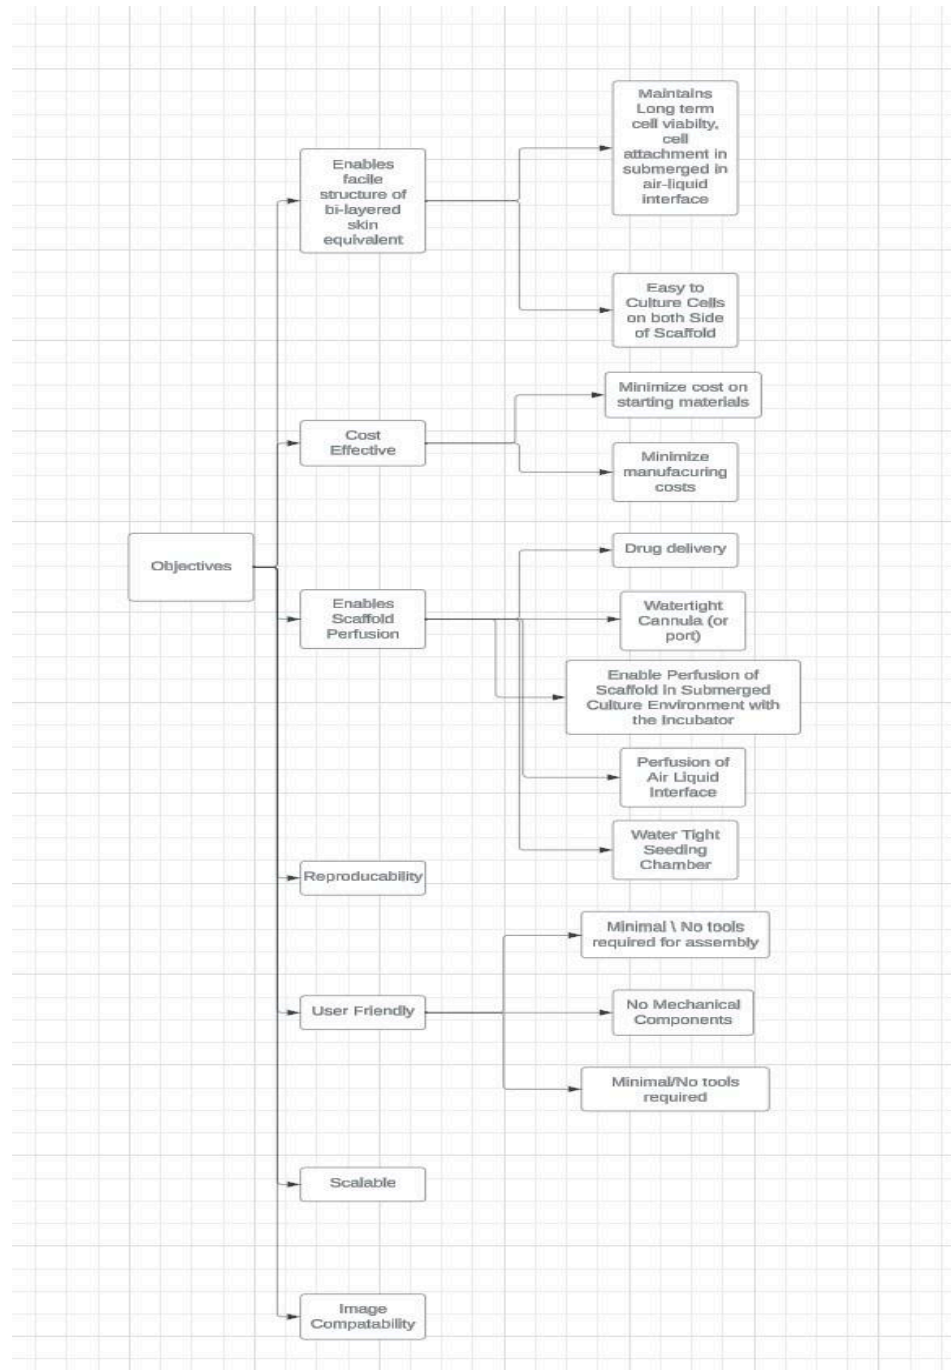 Maintains
Long term
cell viabilty,
cell
attachment in
submerged in
air-liquid
interface
Enables
facile
structure of
bi-layered
skin
equivalent
Easy to
Culture Cells
on both Side
of Scaffold
Minimize cost on
starting materials
Cost
Effective
Minimize
manufacuring
costs
Objectives
Drug delivery
Enables
Scaffold
Perfusion
Watertight
Cannula (or
port)
Enable Perfusion of
Scaffold in Submerged
Culture Environment with
the Incubator
Perfusion of
Air Liquid
Interface
Water Tight
Seeding
Chamber
Reproducability
Minimal \ No tools
required for assembly
User Friendly
No Mechanical
Components
Minimal/No tools
required
Scalable
Image
Compatability